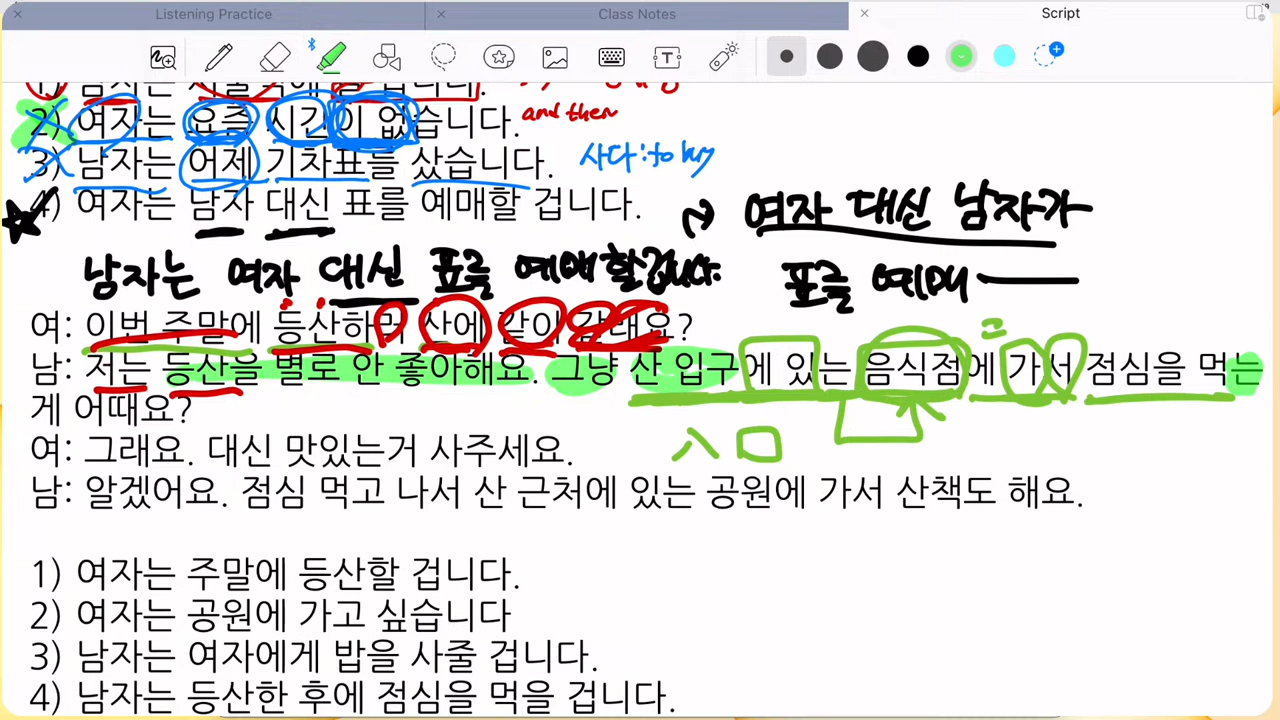 Listening Practice
Class Notes
Script
남자는
and then
2) 여자는 요즘 시간이 없습니다.
3) 남자는 어제 기차표를 샀습니다.
사다: to buy
4) 여자는 남자 대신 표를 예매할 겁니다.
여자 대신 남자가
남자는 여자 대신 표를 예매할겁니다.
표를 예매
여: 이번 주말에 등산하며 산에 같이 갈래요?
남: 저는 등산을 별로 안 좋아해요. 그냥 산 입구에 있는 음식점에 가서 점심을 먹는
게 어때요?
여: 그래요. 대신 맛있는거 사주세요.
남: 알겠어요. 점심 먹고 나서 산 근처에 있는 공원에 가서 산책도 해요.
1) 여자는 주말에 등산할 겁니다.
2) 여자는 공원에 가고 싶습니다
3) 남자는 여자에게 밥을 사줄 겁니다.
4) 남자는 등산한 후에 점심을 먹을 겁니다.